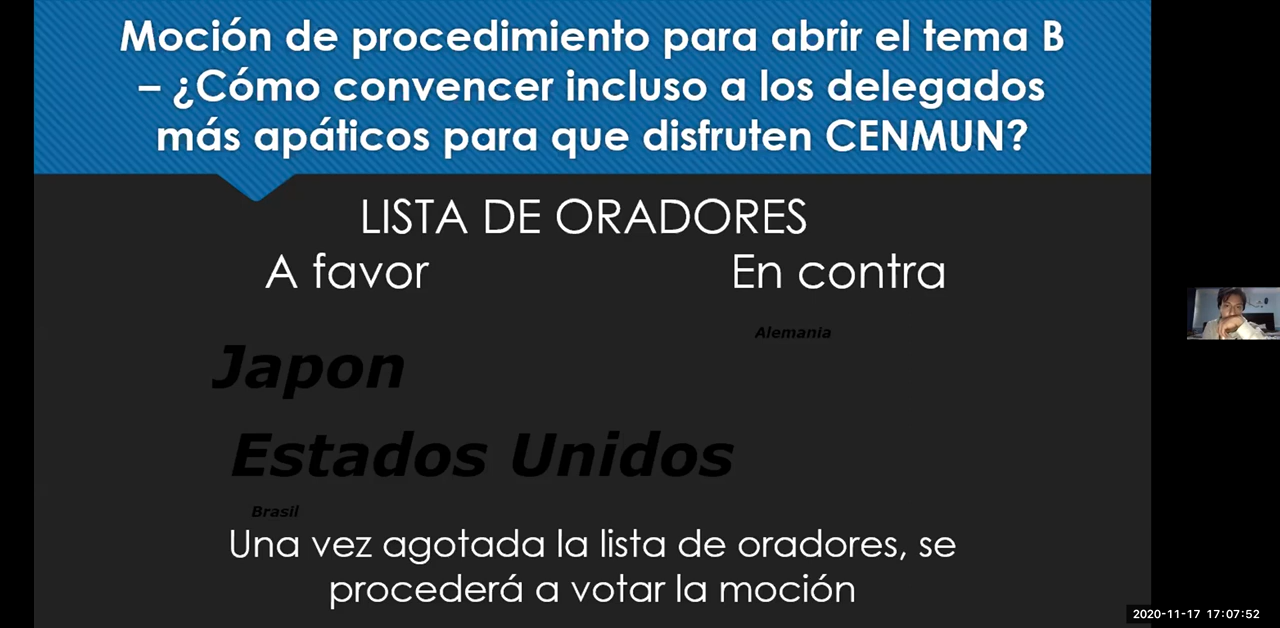 Moción de procedimiento para abrir el tema B
– ¿Cómo convencer incluso a los delegados
más apáticos para que disfruten CENMUN?
LISTA DE ORADORES
A favor
En contra
Alemania
Japon
Estados Unidos
Brasil
Una vez agotada la lista de oradores, se
procederá a votar la moción
2020-11-17 17:07:52